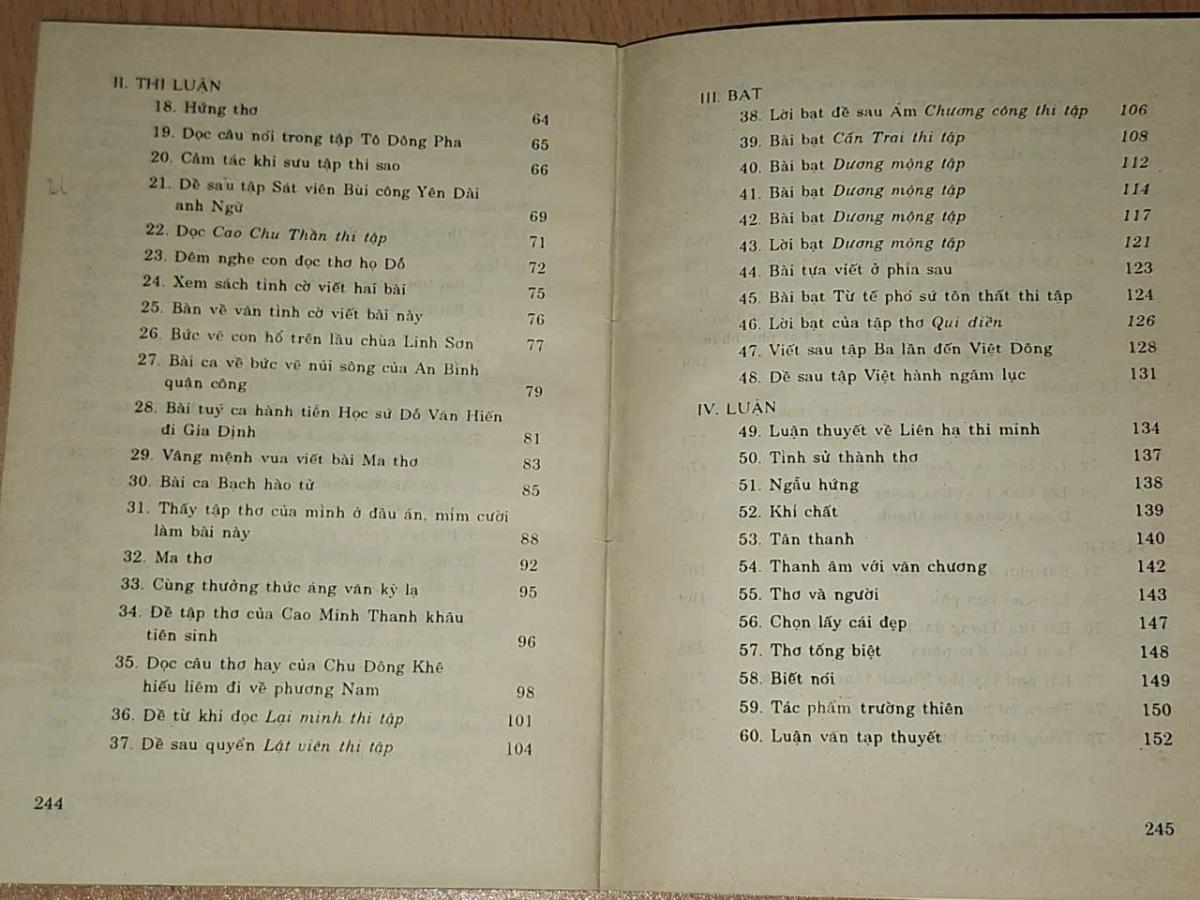 II. THI LUẬN
18. Hứng thơ 64
19. Đọc câu nối trong tập Tô Đông Pha 65
20. Cảm tác khi sưu tập thi sao 66
21. Đề sau tập Sát viên Bùi công Yên Đài
anh Ngữ 69
22. Đọc Cao Chu Thần thi tập 71
23. Đêm nghe con đọc thơ họ Đỗ 72
24. Xem sách tình cờ viết hai bài 75
25. Bàn về văn tình cờ viết bài này 76
26. Bức vẽ con hổ trên lầu chùa Linh Sơn 77
27. Bài ca về bức vẽ núi sông của An Bình
quận công 79
28. Bài tuý ca hành tiễn Học sứ Đỗ Văn Hiến
đi Gia Định 81
29. Vâng mệnh vua viết bài Ma thơ 83
30. Bài ca Bạch hào tử 85
31. Thấy tập thơ của mình ở đầu án, mỉm cười
làm bài này 88
32. Ma thơ 92
33. Cùng thưởng thức áng văn kỳ lạ 95
34. Đề tập thơ của Cao Minh Thanh khâu
tiên sinh 96
35. Đọc câu thơ hay của Chu Đông Khê
hiếu liêm đi về phương Nam 98
36. Đề từ khi đọc Lại minh thi tập 101
37. Đề sau quyển Lật viên thi tập 104
244
III. BẠT
38. Lời bạt đề sau Ám Chương công thi tập 106
39. Bài bạt Cấn Trai thi tập 108
40. Bài bạt Dương mộng tập 112
41. Bài bạt Dương mộng tập 114
42. Bài bạt Dương mộng tập 117
43. Lời bạt Dương mộng tập 121
44. Bài tựa viết ở phía sau 123
45. Bài bạt Từ tế phó sứ tôn thất thi tập 124
46. Lời bạt của tập thơ Qui điền 126
47. Viết sau tập Ba lần đến Việt Đông 128
48. Đề sau tập Việt hành ngâm lục 131
IV. LUẬN
49. Luận thuyết về Liên hạ thi minh 134
50. Tình sử thành thơ 137
51. Ngẫu hứng 138
52. Khí chất 139
53. Tân thanh 140
54. Thanh âm với văn chương 142
55. Thơ và người 143
56. Chọn lấy cái đẹp 147
57. Thơ tống biệt 148
58. Biết nói 149
59. Tác phẩm trường thiên 150
60. Luận văn tạp thuyết 152
245